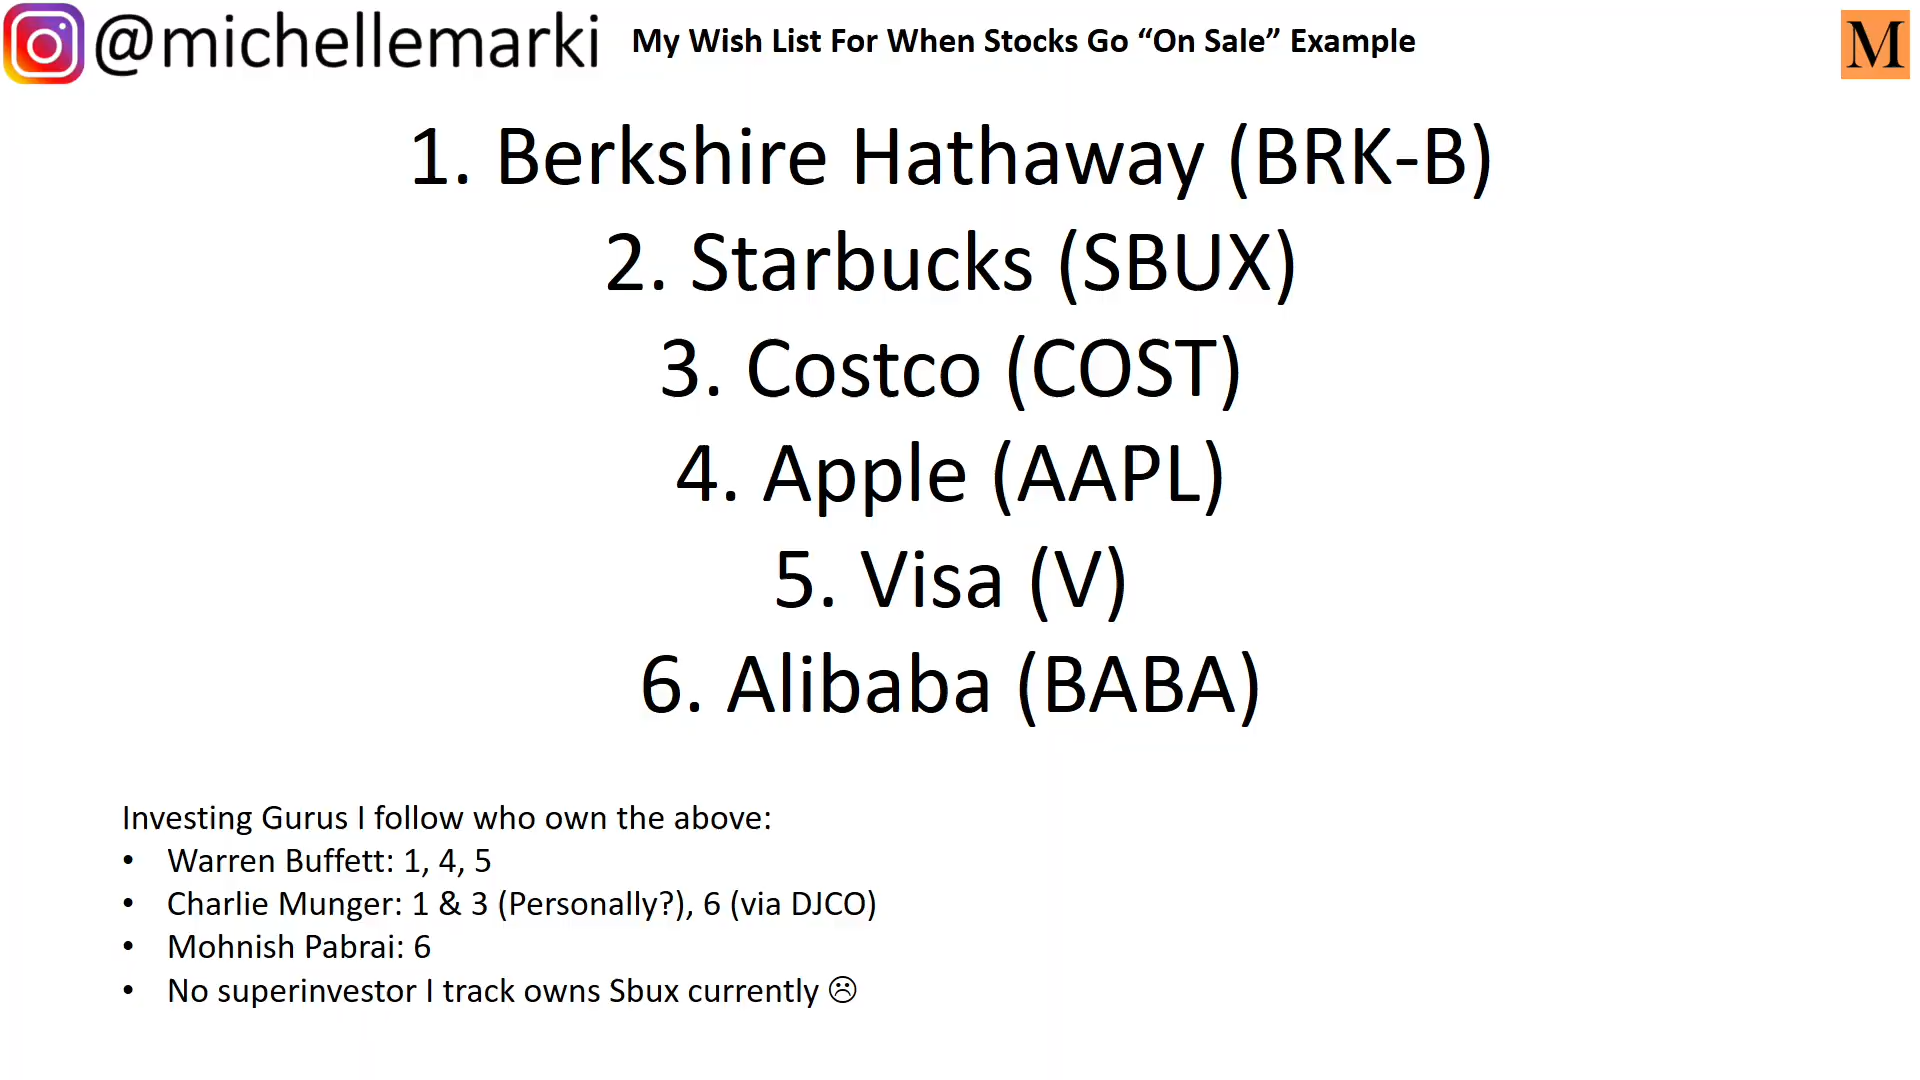 @michellemarki
My Wish List For When Stocks Go “On Sale” Example
M
1. Berkshire Hathaway (BRK-B)
2. Starbucks (SBUX)
3. Costco (COST)
4. Apple (AAPL)
5. Visa (V)
6. Alibaba (BABA)
Investing Gurus I follow who own the above:
• Warren Buffett: 1, 4, 5
• Charlie Munger: 1 & 3 (Personally?), 6 (via DJCO)
• Mohnish Pabrai: 6
• No superinvestor I track owns Sbux currently ☹